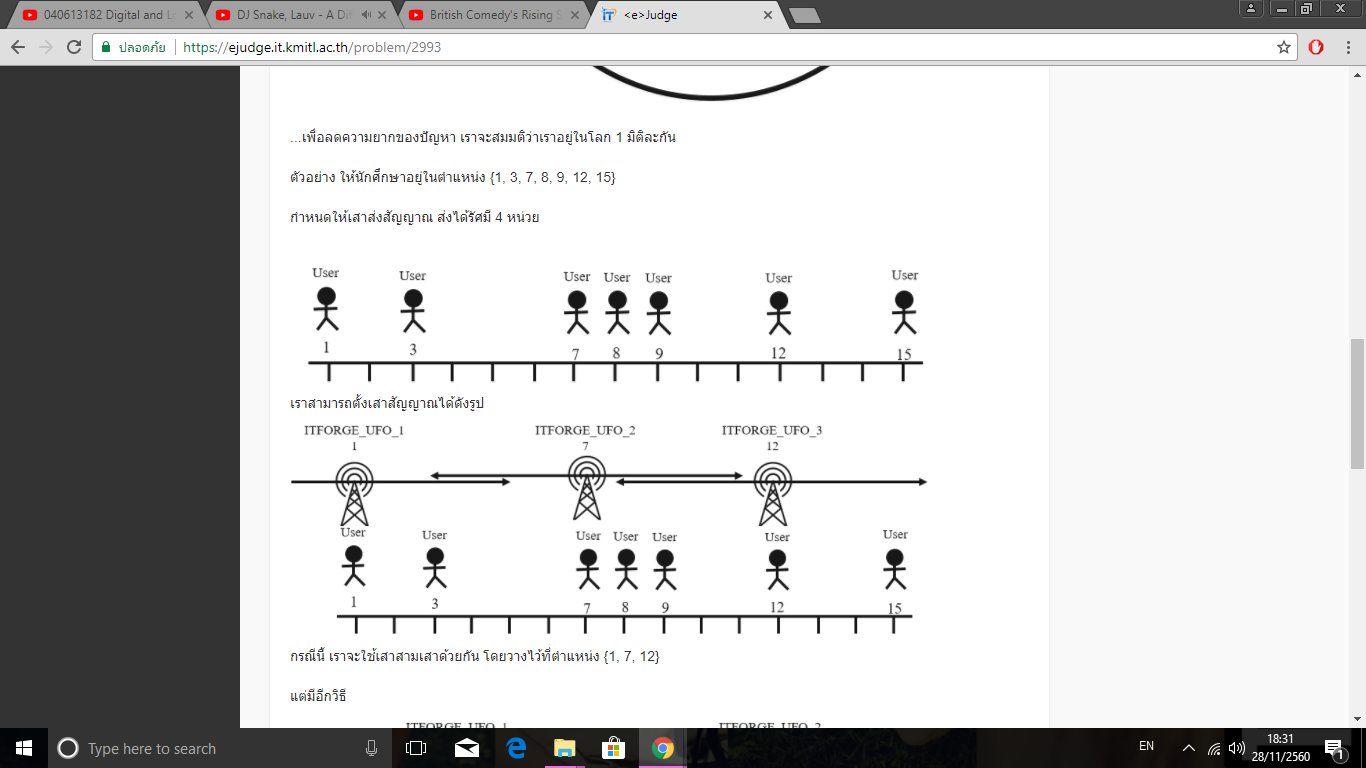 040613182 Digital and Lo
DJ Snake, Lauv - A Dif
British Comedy's Rising S
<e>Judge
ปลอดภัย https://ejudge.it.kmitl.ac.th/problem/2993
...เพื่อลดความยากของปัญหา เราจะสมมติว่าเราอยู่ในโลก 1 มิติละกัน
ตัวอย่าง ให้นักศึกษาอยู่ในตำแหน่ง {1, 3, 7, 8, 9, 12, 15}
กำหนดให้เสาส่งสัญญาณ ส่งได้รัศมี 4 หน่วย
User User User User User User User
1 3 7 8 9 12 15
เราสามารถตั้งเสาสัญญาณได้ดังรูป
ITFORGE_UFO_1 ITFORGE_UFO_2 ITFORGE_UFO_3
1 7 12
User User User User User User User
1 3 7 8 9 12 15
กรณีนี้ เราจะใช้เสาสามเสาด้วยกัน โดยวางไว้ที่ตำแหน่ง {1, 7, 12}
แต่มีอีกวิธี
ITFORGE_UFO_1 ITFORGE_UFO_2
Type here to search
EN
18:31
28/11/2560
1